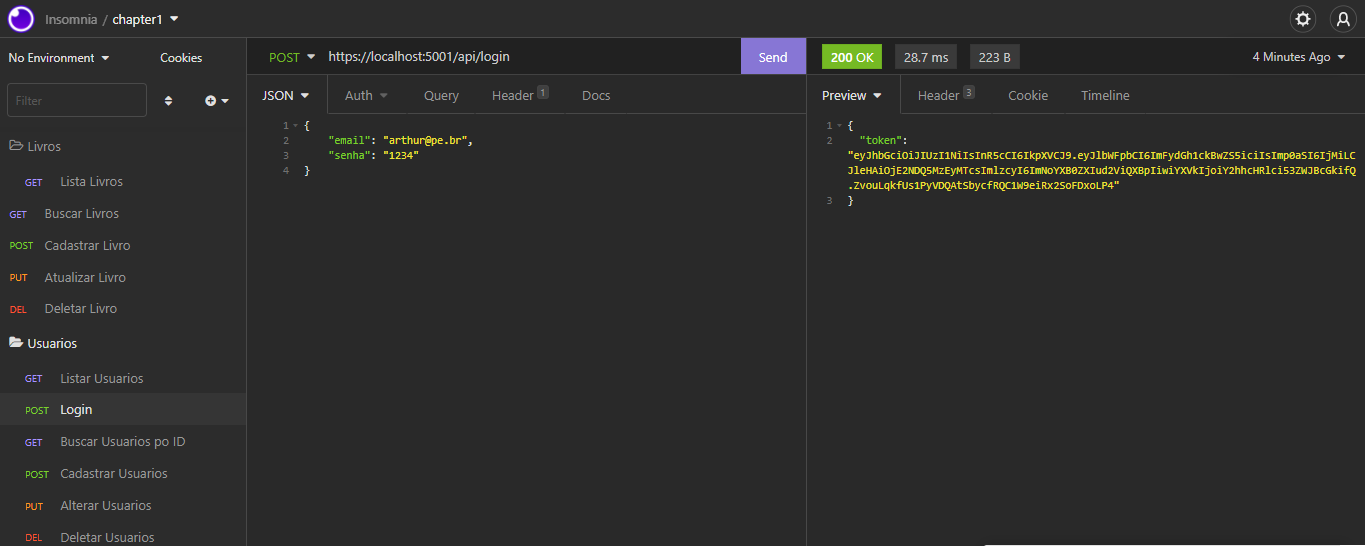 Insomnia / chapter1
No Environment
Cookies
Filter
Livros
GET Lista Livros
GET Buscar Livros
POST Cadastrar Livro
PUT Atualizar Livro
DEL Deletar Livro
Usuarios
GET Listar Usuarios
POST Login
GET Buscar Usuarios po ID
POST Cadastrar Usuarios
PUT Alterar Usuarios
DEL Deletar Usuarios
POST https://localhost:5001/api/login Send
JSON Auth Query Header 1 Docs
1 {
2 "email": "arthur@pe.br",
3 "senha": "1234"
4 }
200 OK 28.7 ms 223 B 4 Minutes Ago
Preview Header 3 Cookie Timeline
1 {
2 "token":
"eyJhbGciOiJIUzI1NiIsInR5cCI6IkpXVCJ9.eyJlbWFpbCI6ImFydGh1ckBwZS5iciIsImp0aSI6IjMiLC
JleHAiOjE2NDQ5MzEyMTcsImlzcyI6ImNoYXB0ZXIud2ViQXBpIiwiYXVkIjoiY2hhcHRlci53ZWJBcGkifQ
.ZvouLqkfUs1PyVDQAtSbycfRQC1W9eiRx2SoFDXoLP4"
3 }